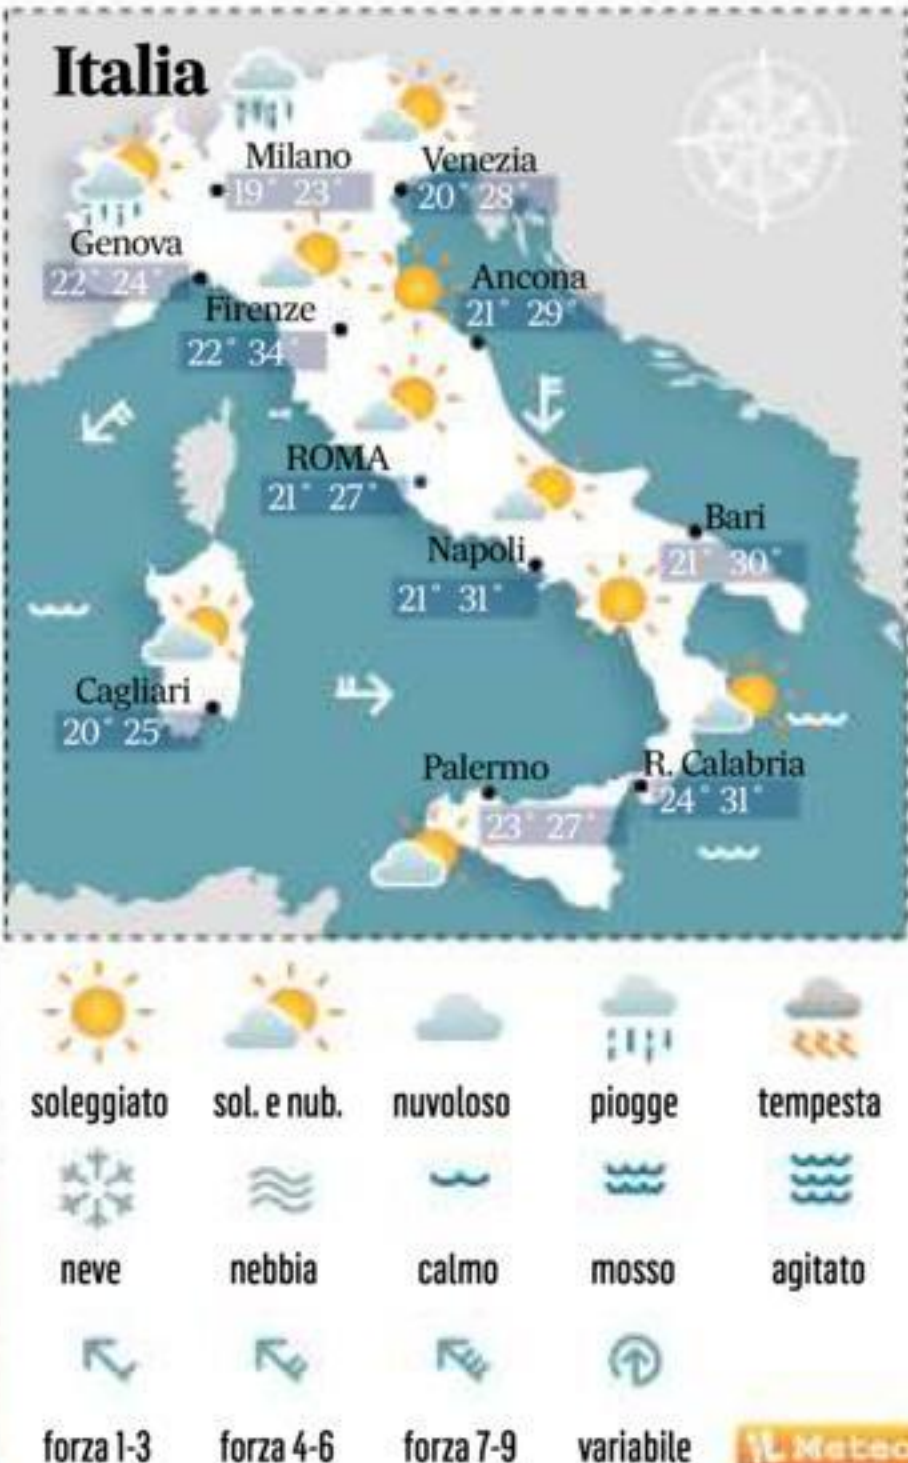 Italia
Milano
19° 23°
Venezia
20° 28°
Genova
22° 24°
Firenze
22° 34°
Ancona
21° 29°
ROMA
21° 27°
Napoli
21° 31°
Bari
21° 30°
Cagliari
20° 25°
Palermo
23° 27°
R. Calabria
24° 31°
soleggiato sol. e nub. nuvoloso piogge tempesta
neve nebbia calmo mosso agitato
forza 1-3 forza 4-6 forza 7-9 variabile